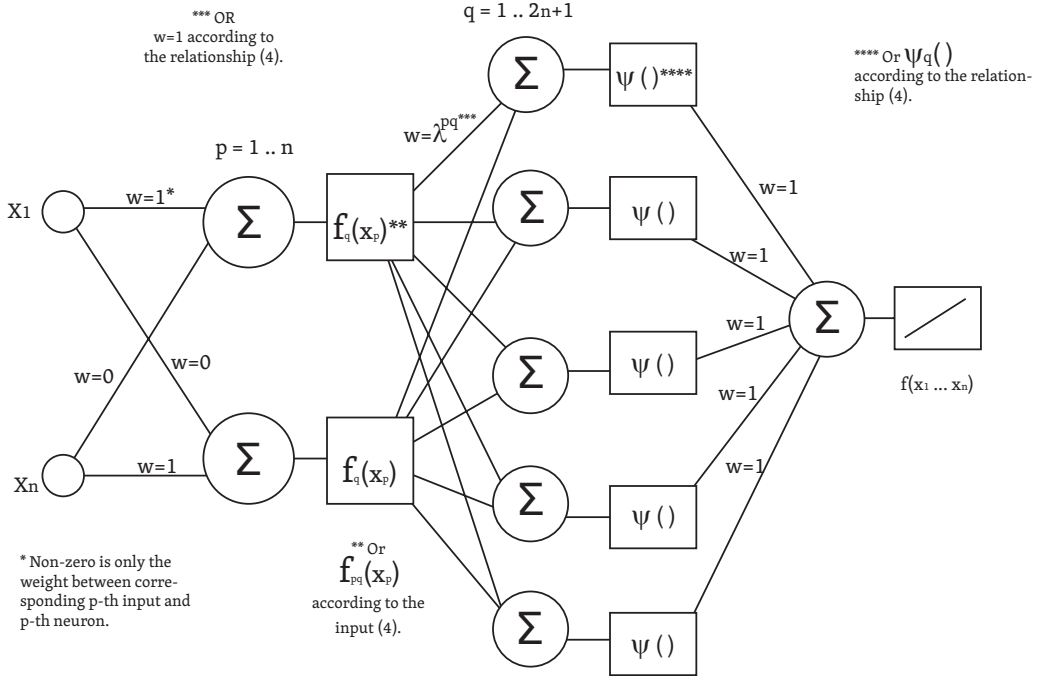 q = 1 .. 2n+1
*** OR
w=1 according to
the relationship (4).
**** Or ψq()
according to the relation-
ship (4).
Σ
ψ ()****
w=λpq***
p = 1 .. n
X1
w=1*
Σ
fq(xp)**
Σ
ψ ()
w=1
w=1
w=0
w=0
Σ
ψ ()
w=1
Σ
f(x1 ... xn)
w=1
Xn
w=1
Σ
fq(xp)
w=1
Σ
ψ ()
* Non-zero is only the
weight between corre-
sponding p-th input and
p-th neuron.
** Or
fpq(xp)
according to the
input (4).
Σ
ψ ()